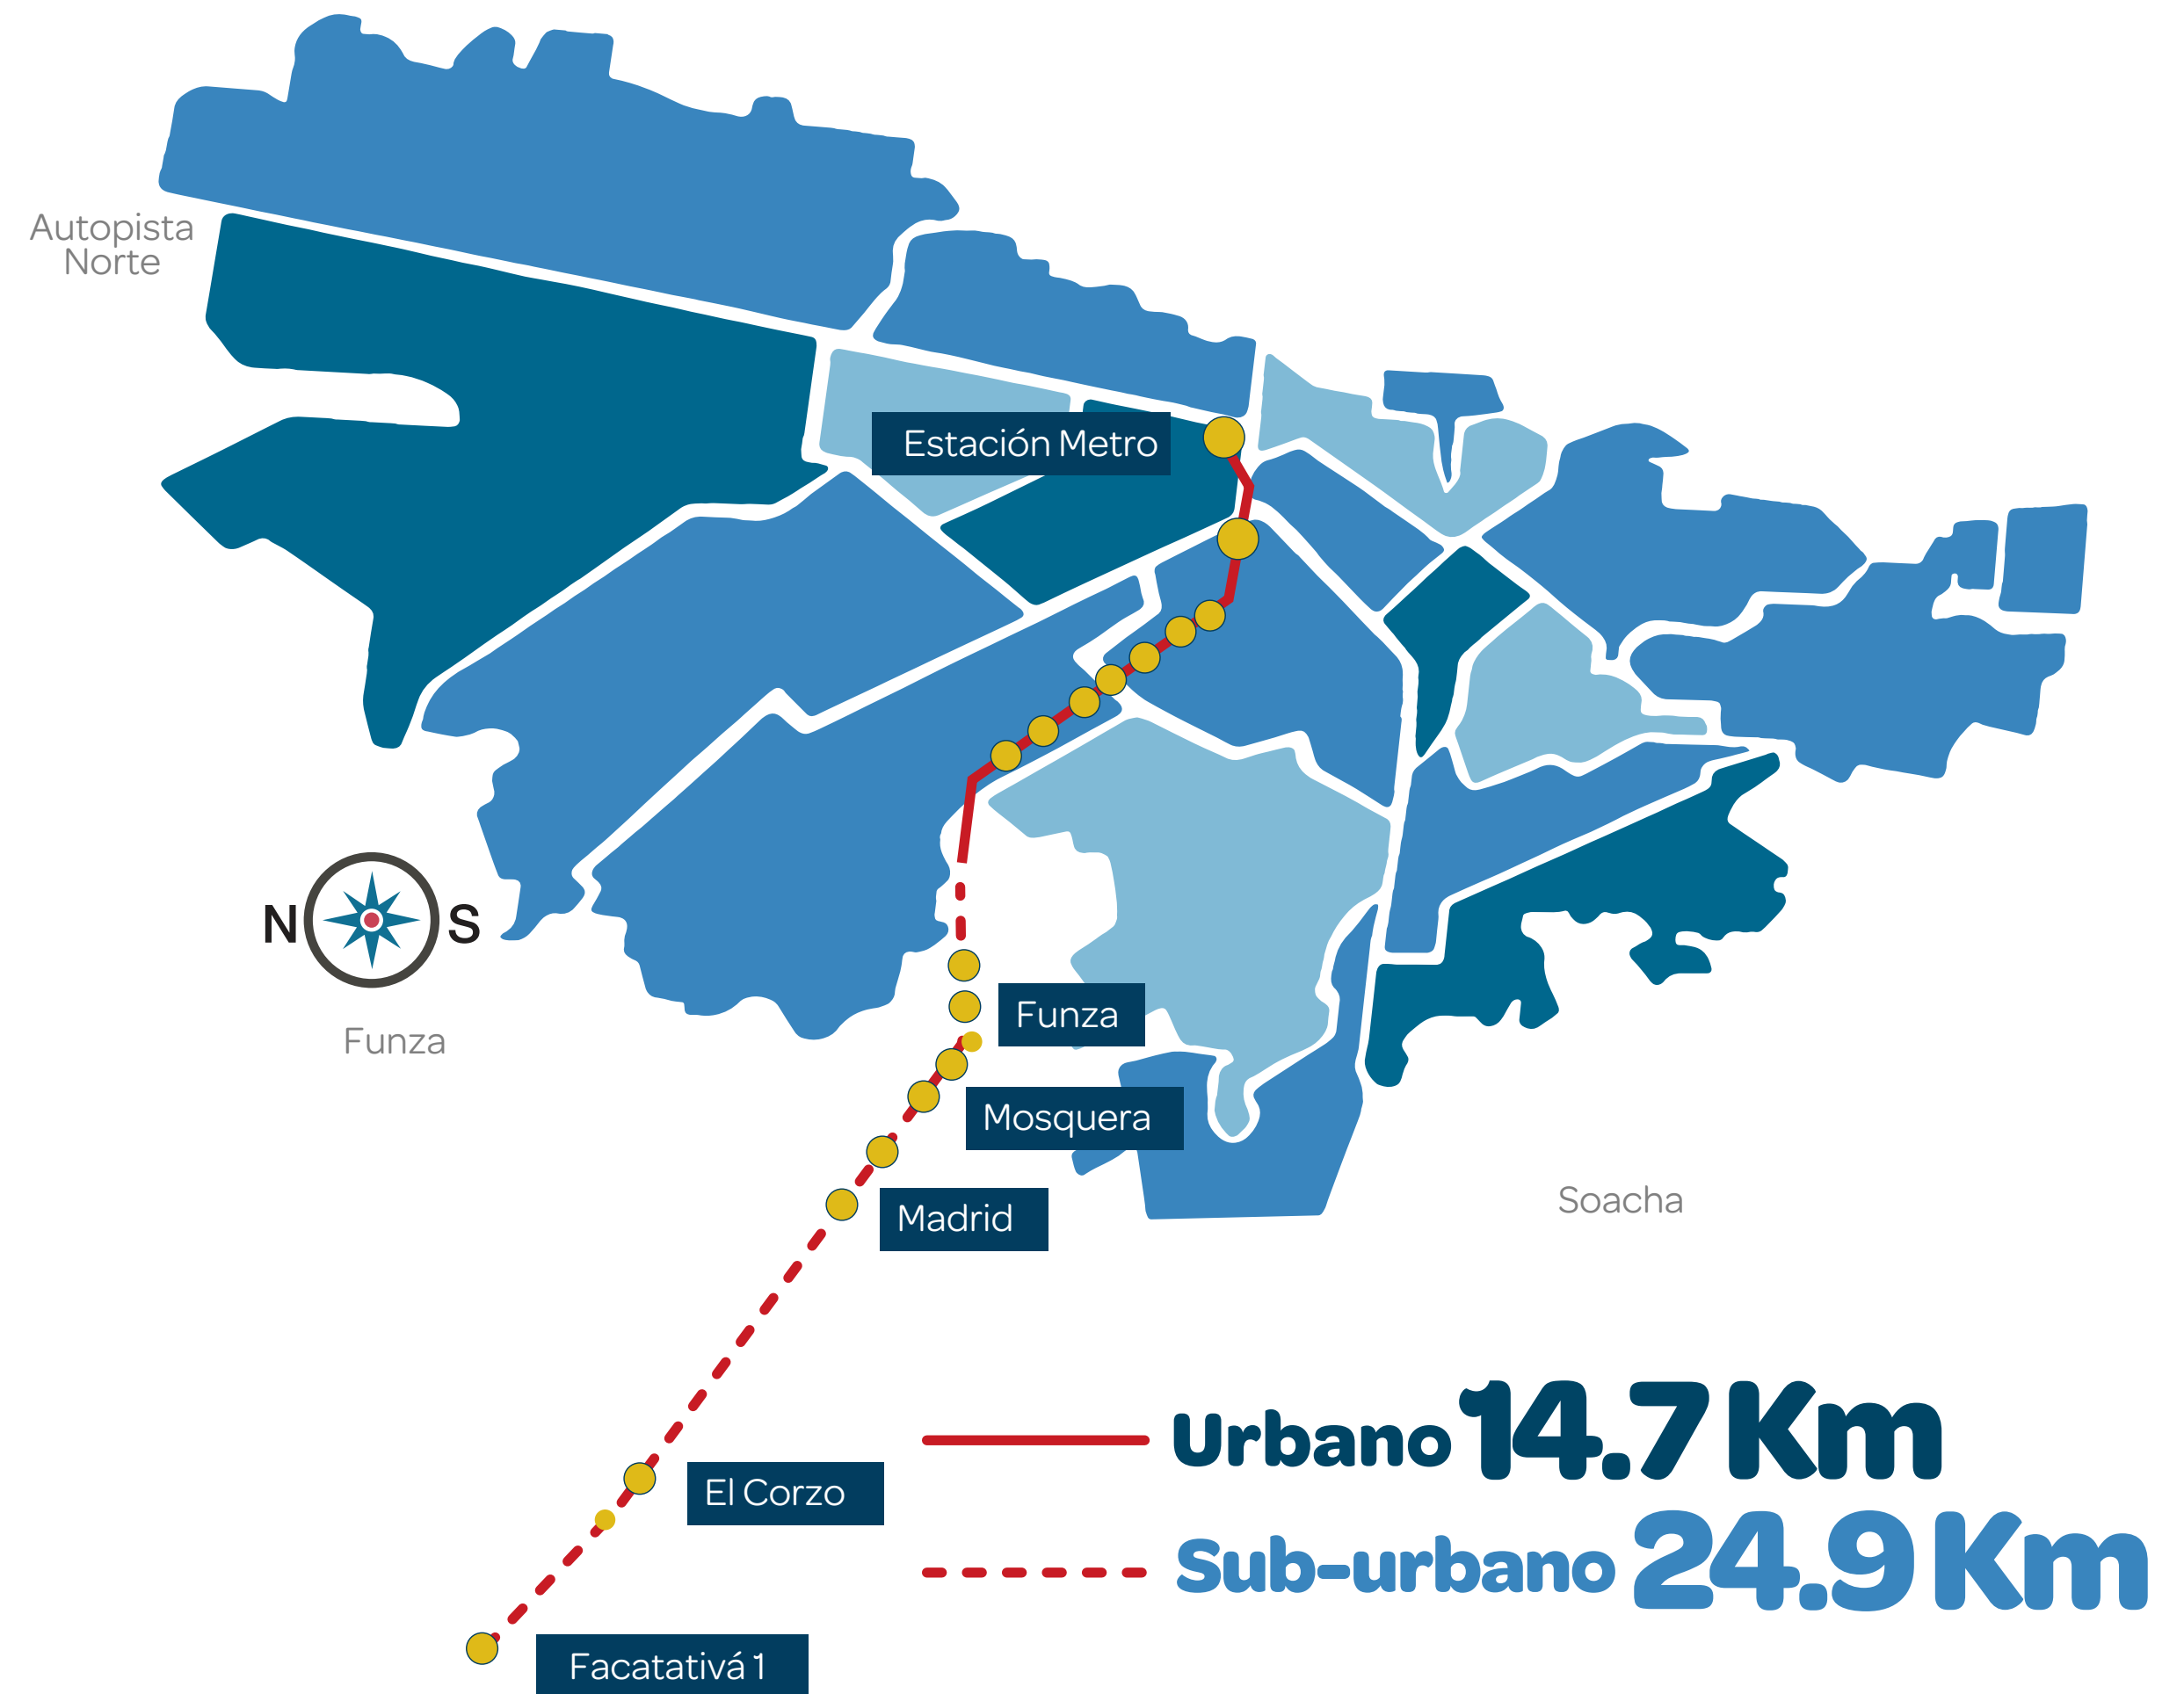 Autopista
Norte
Estación Metro
N
S
Funza
Funza
Mosquera
Madrid
Soacha
El Corzo
Facatativá 1
Urbano 14.7 Km
Sub-urbano 24.9 Km